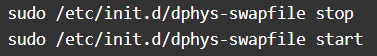 sudo /etc/init.d/dphys-swapfile stop
sudo /etc/init.d/dphys-swapfile start